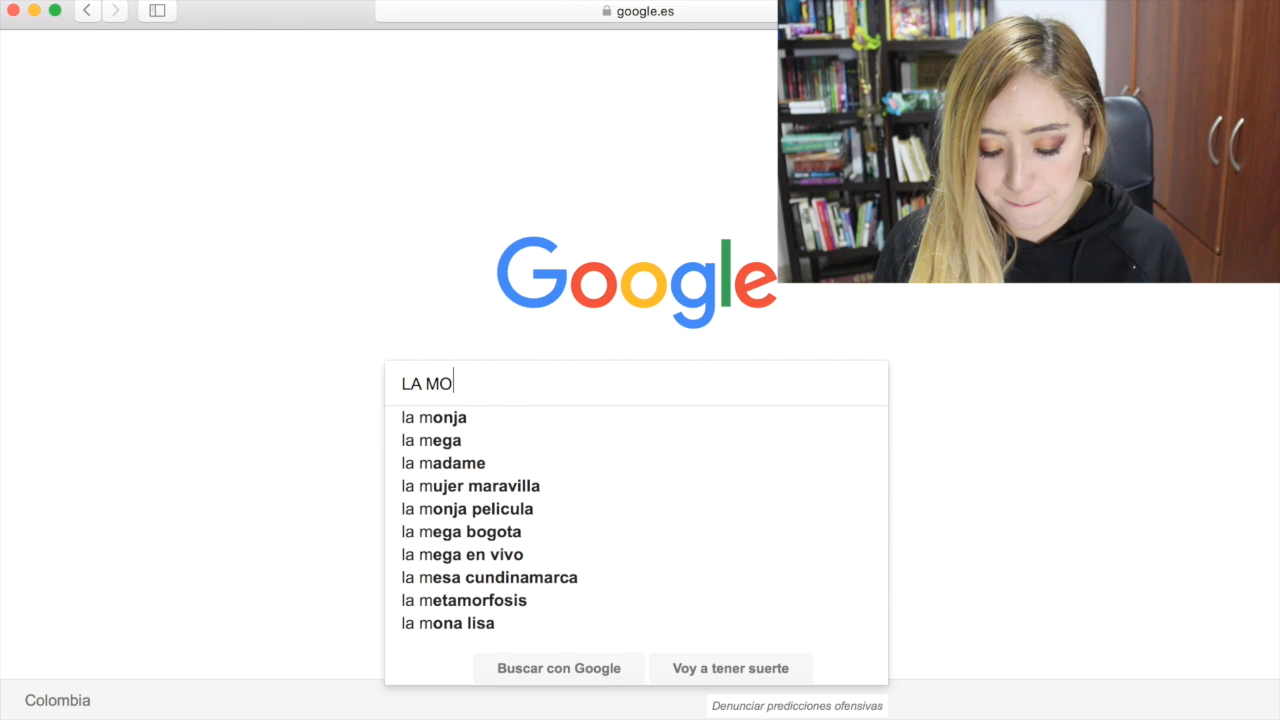 google.es
Google
LA MO
la monja
la mega
la madame
la mujer maravilla
la monja pelicula
la mega bogota
la mega en vivo
la mesa cundinamarca
la metamorfosis
la mona lisa
Buscar con Google
Voy a tener suerte
Colombia
Denunciar predicciones ofensivas